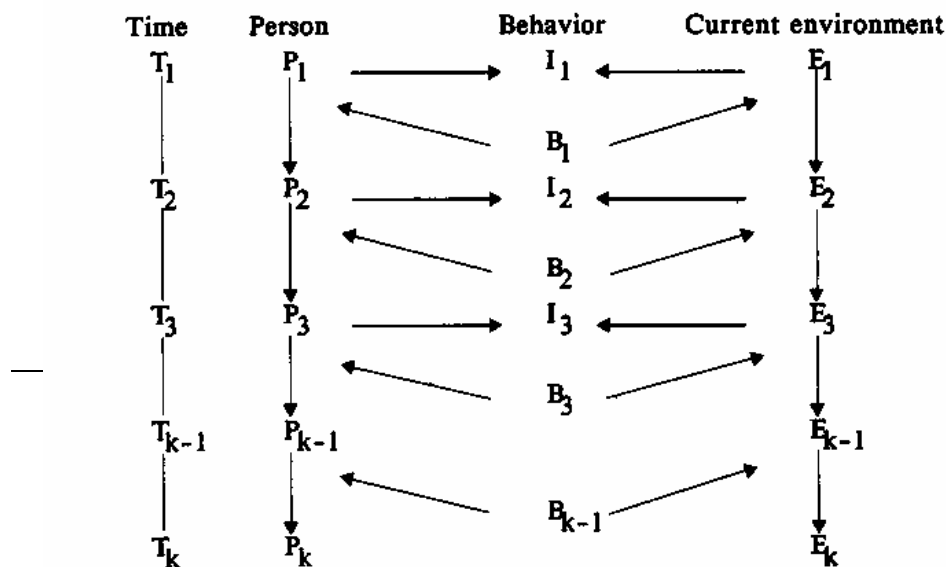 Time Person Behavior Current environment
T1 P1 I1 E1
B1
T2 P2 I2 E2
B2
T3 P3 I3 E3
B3
Tk-1 Pk-1 Ek-1
Bk-1
Tk Pk Ek